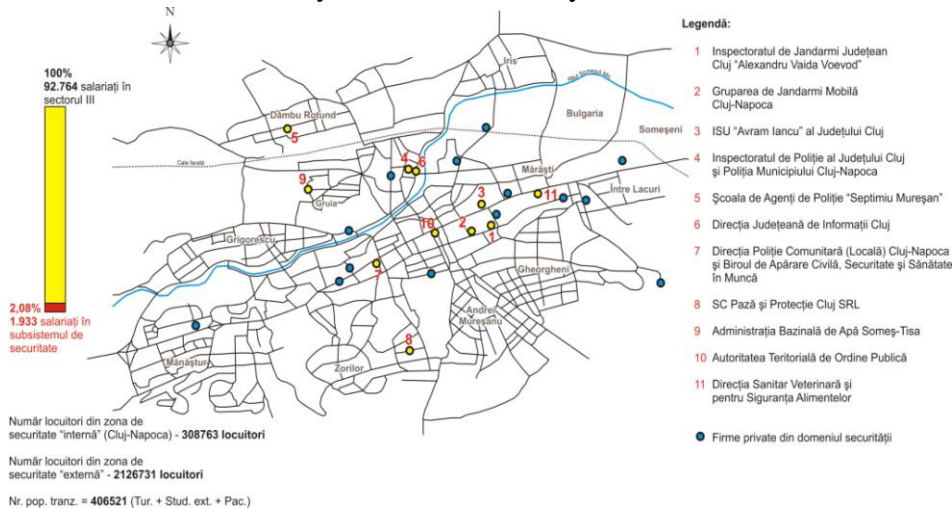 N
Legendă:
1 Inspectoratul de Jandarmi Județean
Cluj "Alexandru Vaida Voevod"
2 Gruparea de Jandarmi Mobilă
Cluj-Napoca
3 ISU "Avram Iancu" al Județului Cluj
4 Inspectoratul de Poliție al Județului Cluj
și Poliția Municipiului Cluj-Napoca
5 Școala de Agenți de Poliție "Septimiu Mureșan"
6 Direcția Județeană de Informații Cluj
7 Direcția Poliție Comunitară (Locală) Cluj-Napoca
și Biroul de Apărare Civilă, Securitate și Sănătate
în Muncă
8 SC Pază și Protecție Cluj SRL
9 Administrația Bazinală de Apă Someș-Tisa
10 Autoritatea Teritorială de Ordine Publică
11 Direcția Sanitar Veterinară și
pentru Siguranța Alimentelor
Firme private din domeniul securității
100%
92.764 salariați în
sectorul III
2,08%
1.933 salariați în
subsistemul de
securitate
Iris
Râul Someșul Mic
Bulgaria
Dâmbu Rotund
5
Someșeni
Cale ferată
4
6
Mărăști
9
Gruia
3
11
Între Lacuri
10
2
1
Grigorescu
7
Gheorgheni
Andrei
Mureșanu
8
Mănăștur
Zorilor
Număr locuitori din zona de
securitate "internă" (Cluj-Napoca) - 308763 locuitori
Număr locuitori din zona de
securitate "externă" - 2126731 locuitori
Nr. pop. tranz. = 406521 (Tur. + Stud. ext. + Pac.)